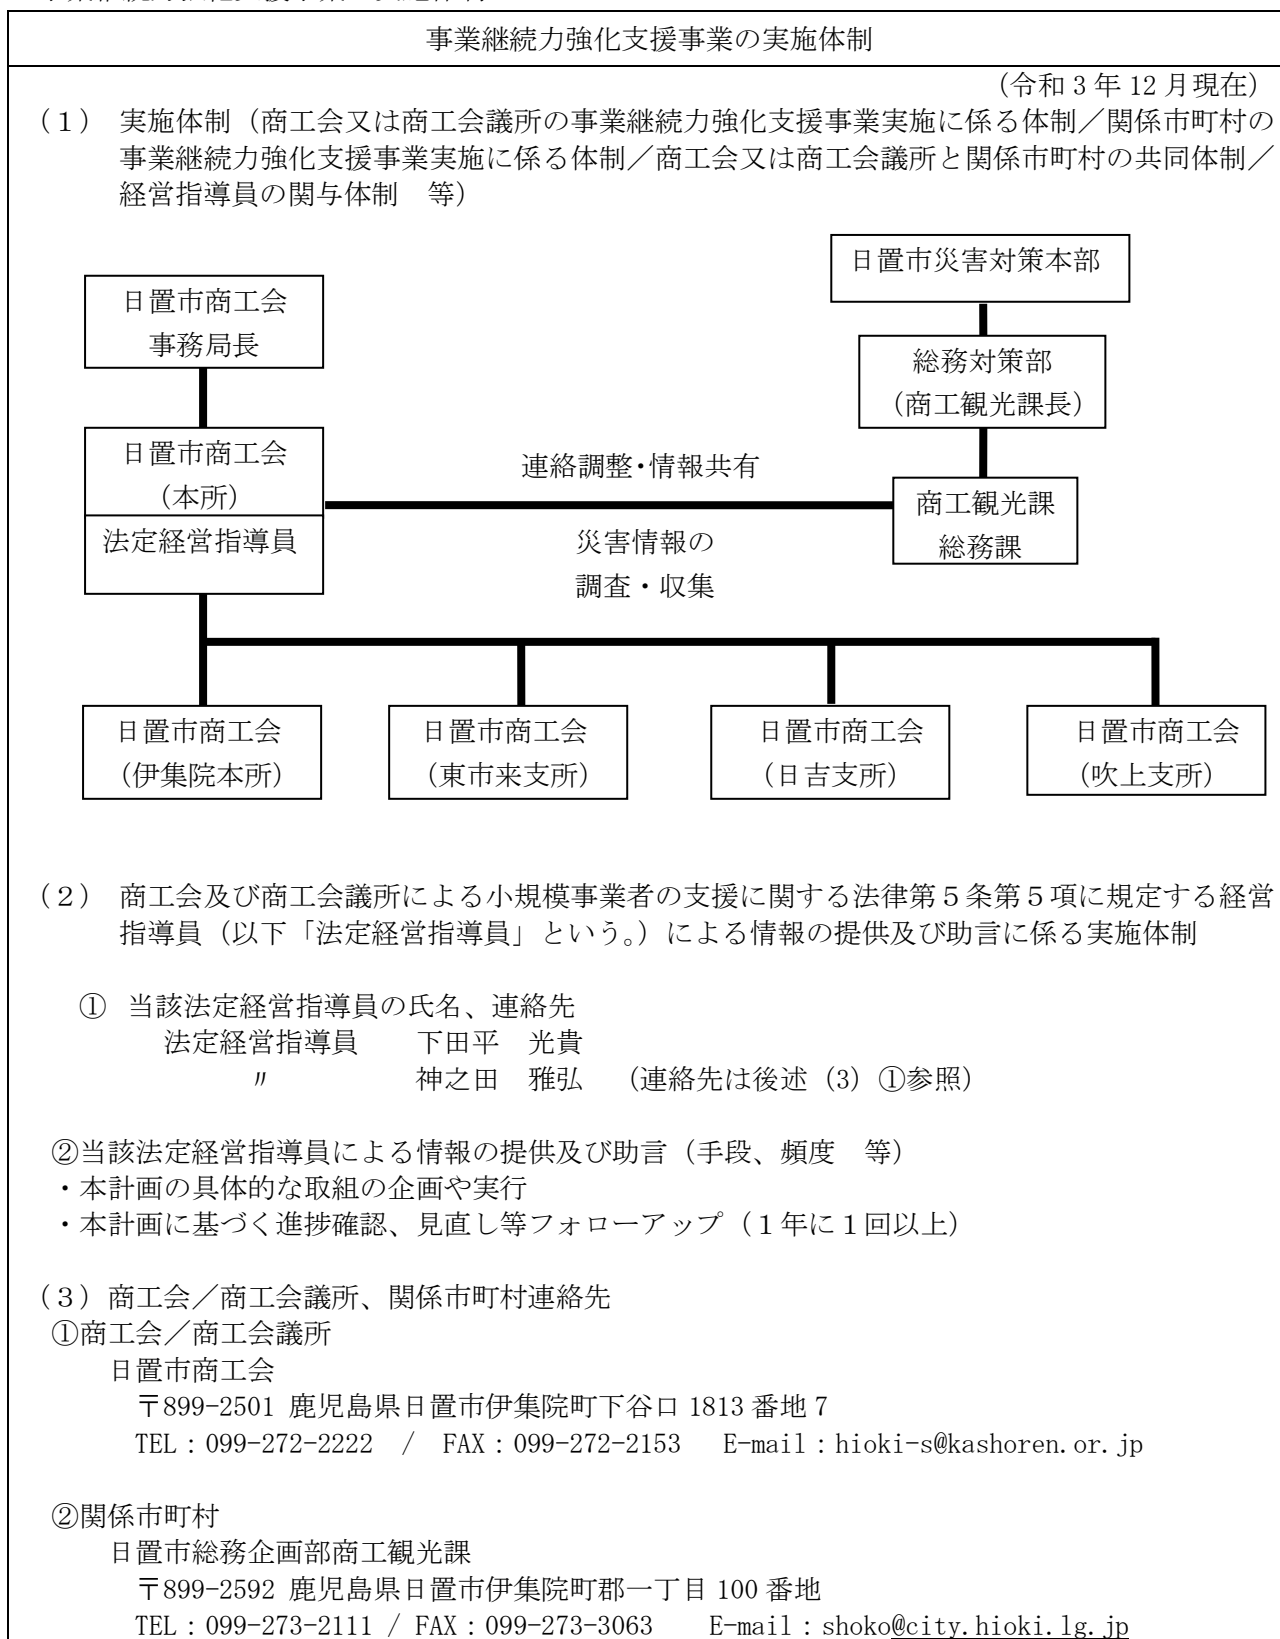 事業継続力強化支援事業の実施体制
(令和3年12月現在)
(1) 実施体制(商工会又は商工会議所の事業継続力強化支援事業実施に係る体制/関係市町村の
事業継続力強化支援事業実施に係る体制/商工会又は商工会議所と関係市町村の共同体制/
経営指導員の関与体制 等)
日置市災害対策本部
日置市商工会
事務局長
総務対策部
(商工観光課長)
日置市商工会
(本所)
法定経営指導員
連絡調整・情報共有
災害情報の
調査・収集
商工観光課
総務課
日置市商工会
(伊集院本所)
日置市商工会
(東市来支所)
日置市商工会
(日吉支所)
日置市商工会
(吹上支所)
(2) 商工会及び商工会議所による小規模事業者の支援に関する法律第5条第5項に規定する経営
指導員(以下「法定経営指導員」という。)による情報の提供及び助言に係る実施体制
① 当該法定経営指導員の氏名、連絡先
法定経営指導員 下田平 光貴
〃 神之田 雅弘 (連絡先は後述(3)①参照)
②当該法定経営指導員による情報の提供及び助言(手段、頻度 等)
・本計画の具体的な取組の企画や実行
・本計画に基づく進捗確認、見直し等フォローアップ(1年に1回以上)
(3)商工会/商工会議所、関係市町村連絡先
①商工会/商工会議所
日置市商工会
〒899-2501 鹿児島県日置市伊集院町下谷口1813番地7
TEL:099-272-2222 / FAX:099-272-2153 E-mail:hioki-s@kashoren.or.jp
②関係市町村
日置市総務企画部商工観光課
〒899-2592 鹿児島県日置市伊集院町郡一丁目100番地
TEL:099-273-2111 / FAX:099-273-3063 E-mail:shoko@city.hioki.lg.jp